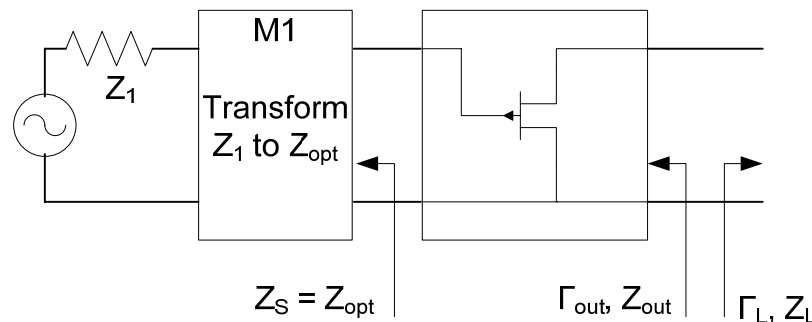 M1
Z₁
Transform
Z₁ to Zopt
ZS = Zopt
Γout, Zout
ΓL, ZL